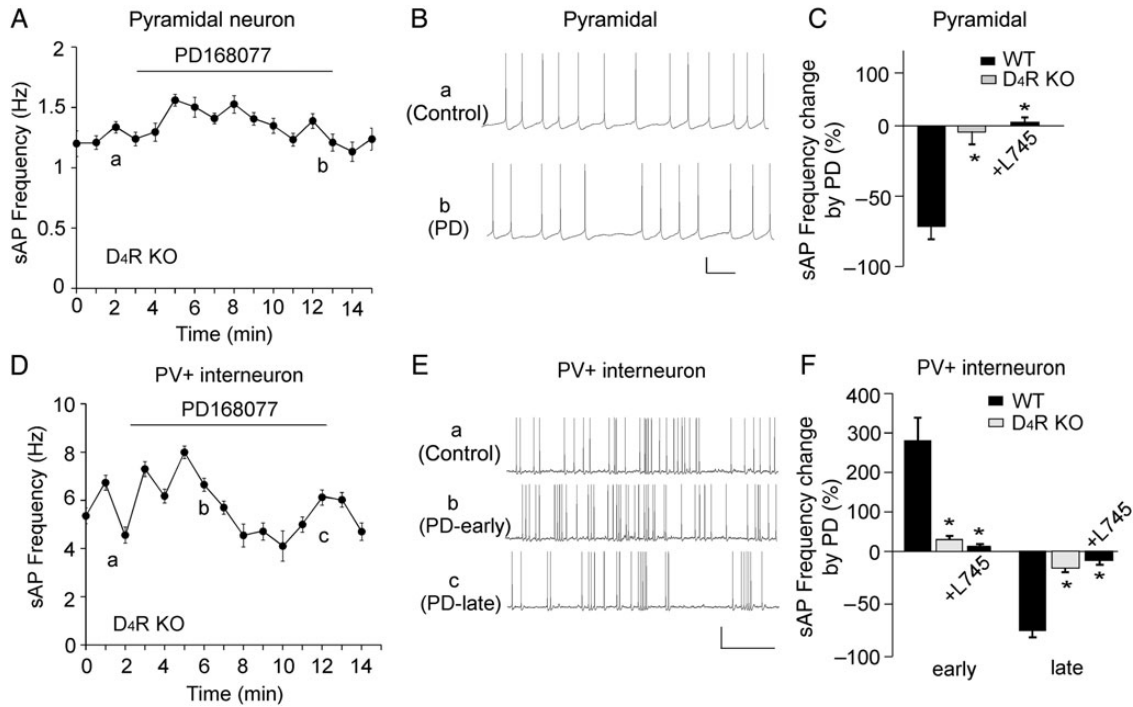 A
Pyramidal neuron
PD168077
sAP Frequency (Hz)
2
1.5
1
0.5
0
a
b
D4R KO
0 2 4 6 8 10 12 14
Time (min)
B
Pyramidal
a
(Control)
b
(PD)
C
Pyramidal
WT
D4R KO
sAP Frequency change
by PD (%)
100
0
−50
−100
*
*
+L745
D
PV+ interneuron
PD168077
sAP Frequency (Hz)
10
8
6
4
2
0
a
b
c
D4R KO
0 2 4 6 8 10 12 14
Time (min)
E
PV+ interneuron
a
(Control)
b
(PD-early)
c
(PD-late)
F
PV+ interneuron
WT
D4R KO
sAP Frequency change
by PD (%)
400
300
200
100
0
−50
−100
* *
+L745
+L745
* *
early late